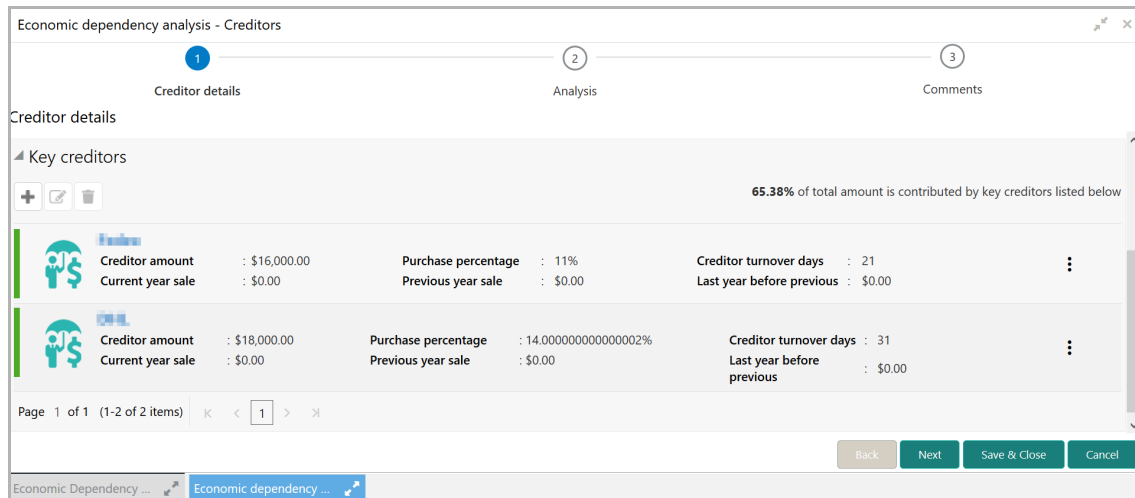 Economic dependency analysis - Creditors
1
2
3
Creditor details
Analysis
Comments
Creditor details
Key creditors
65.38% of total amount is contributed by key creditors listed below
Creditor amount : $16,000.00 Purchase percentage : 11% Creditor turnover days : 21
Current year sale : $0.00 Previous year sale : $0.00 Last year before previous : $0.00
Creditor amount : $18,000.00 Purchase percentage : 14.000000000000002% Creditor turnover days : 31
Current year sale : $0.00 Previous year sale : $0.00 Last year before previous : $0.00
Page 1 of 1 (1-2 of 2 items) 1
Back Next Save & Close Cancel
Economic Dependency ... Economic dependency ...